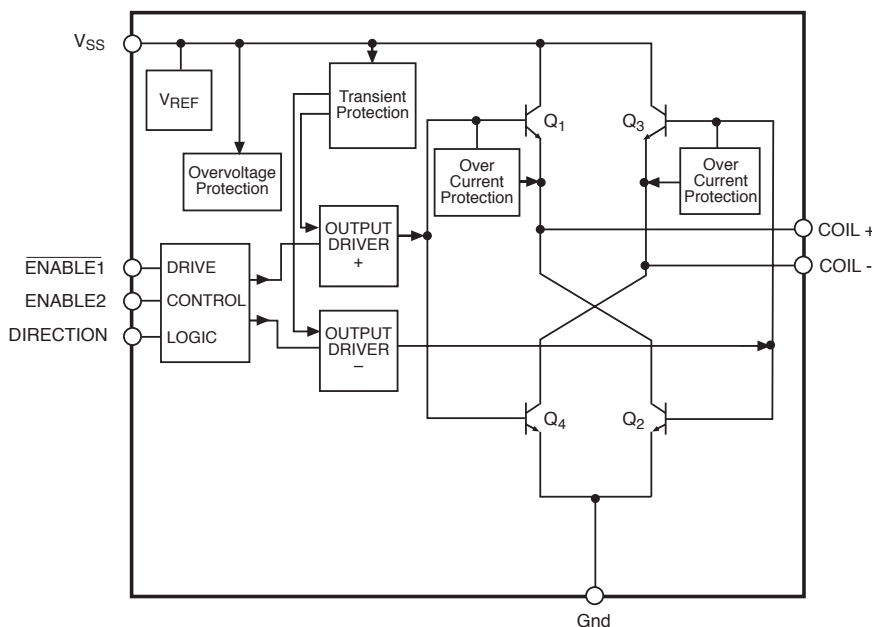 VSS
VREF
Transient
Protection
Overvoltage
Protection
Q1
Q3
Over
Current
Protection
Over
Current
Protection
OUTPUT
DRIVER
+
COIL +
COIL -
ENABLE1
ENABLE2
DIRECTION
DRIVE
CONTROL
LOGIC
OUTPUT
DRIVER
–
Q4
Q2
Gnd